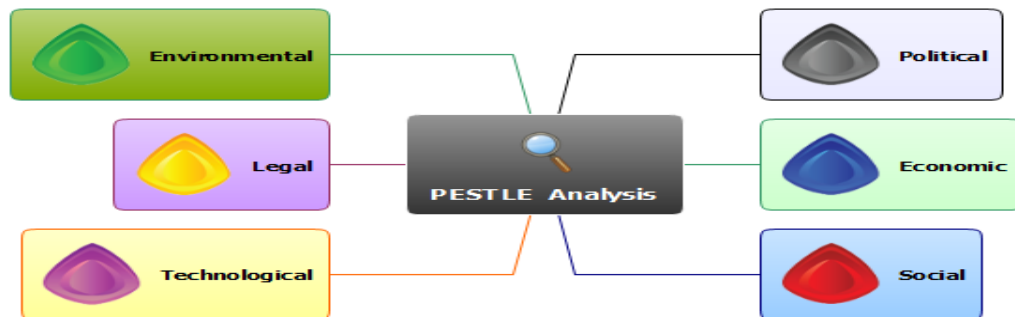 Environmental
Political
Legal
PESTLE Analysis
Economic
Technological
Social